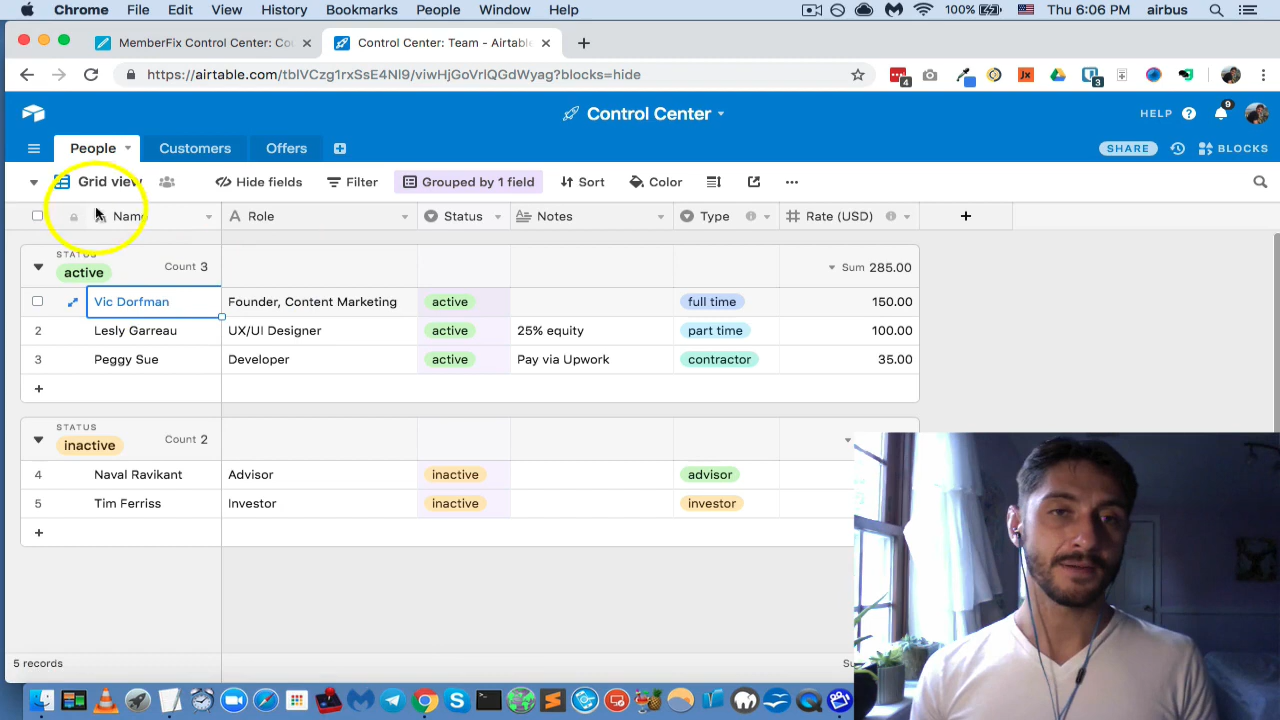 Chrome File Edit View History Bookmarks People Window Help 100% Thu 6:06 PM airbus
MemberFix Control Center: Co
Control Center: Team - Airtable
https://airtable.com/tblVCzg1rxSsE4Nl9/viwHjGoVrlQGdWyag?blocks=hide
4
3
Control Center
HELP
9
People Customers Offers
SHARE BLOCKS
Grid view Hide fields Filter Grouped by 1 field Sort Color
Name Role Status Notes Type Rate (USD)
STATUS
active Count 3 Sum 285.00
Vic Dorfman Founder, Content Marketing active full time 150.00
2 Lesly Garreau UX/UI Designer active 25% equity part time 100.00
3 Peggy Sue Developer active Pay via Upwork contractor 35.00
STATUS
inactive Count 2
4 Naval Ravikant Advisor inactive advisor
5 Tim Ferriss Investor inactive investor
5 records